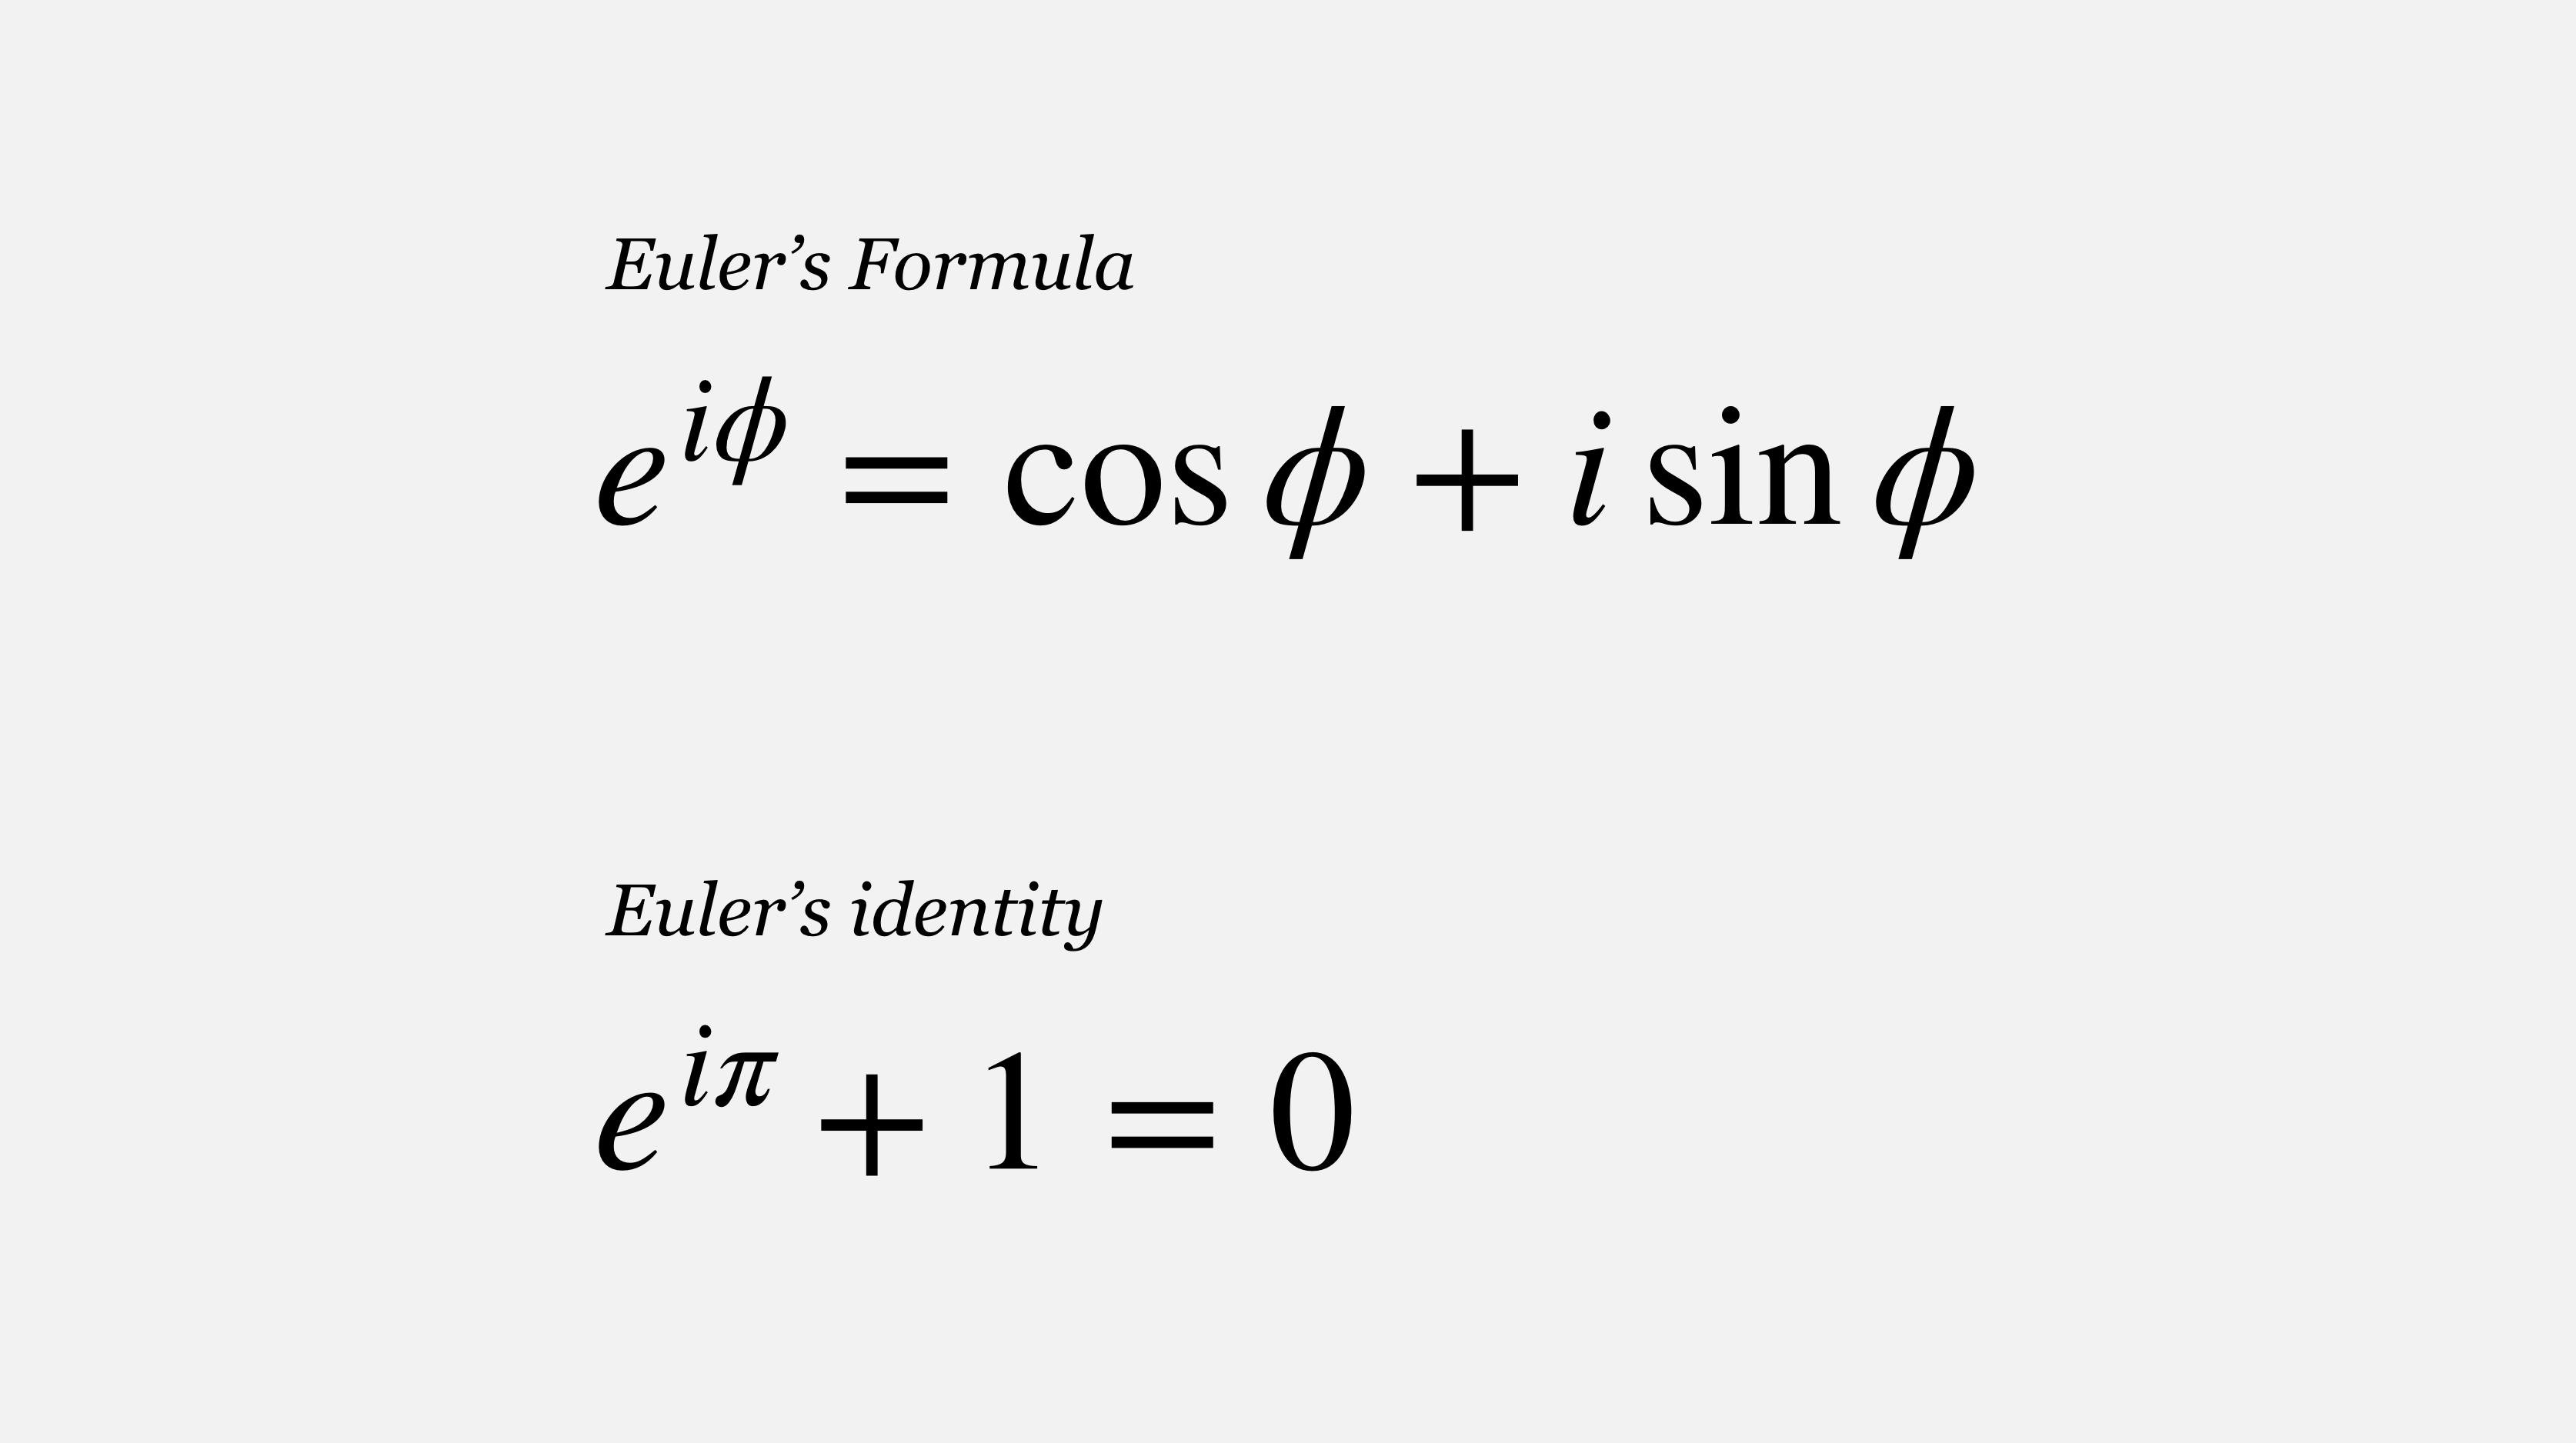 Euler’s Formula
e^{iϕ} = cos ϕ + i sin ϕ
Euler’s identity
e^{iπ} + 1 = 0